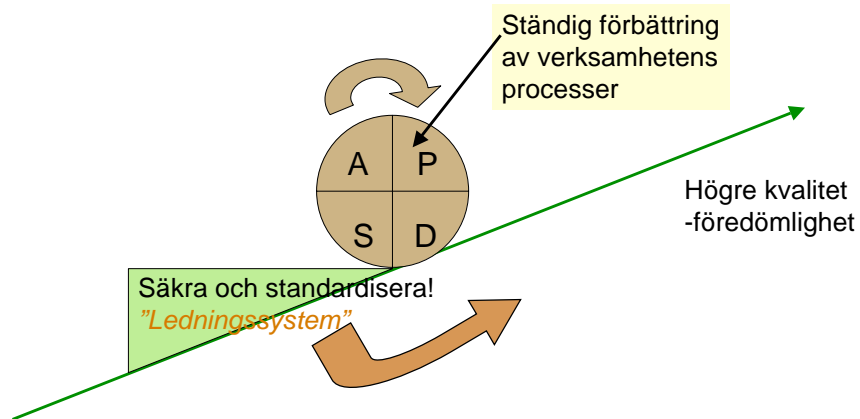 Ständig förbättring
av verksamhetens
processer
A P
S D
Högre kvalitet
-föredömlighet
Säkra och standardisera!
”Ledningssystem”